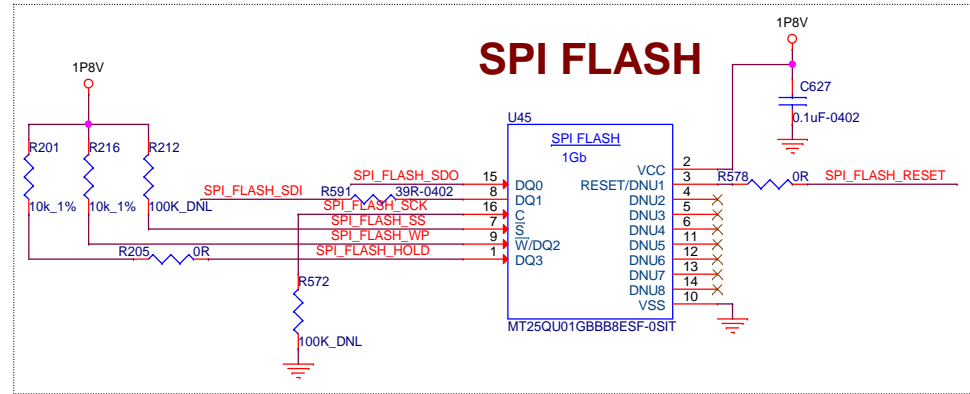 1P8V
SPI FLASH
1P8V
C627
0.1uF-0402
R201
R216
R212
10k_1%
10k_1%
100K_DNL
U45
SPI FLASH
1Gb
SPI_FLASH_SDO
15
DQ0
SPI_FLASH_SDI
R591
39R-0402
8
DQ1
SPI_FLASH_SCK
16
C
SPI_FLASH_SS
7
S
SPI_FLASH_WP
9
W/DQ2
R205
0R
SPI_FLASH_HOLD
1
DQ3
R572
100K_DNL
VCC
2
RESET/DNU1
3
R578
0R
SPI_FLASH_RESET
DNU2
4
DNU3
5
DNU4
6
DNU5
11
DNU6
12
DNU7
13
DNU8
14
VSS
10
MT25QU01GBBB8ESF-0SIT